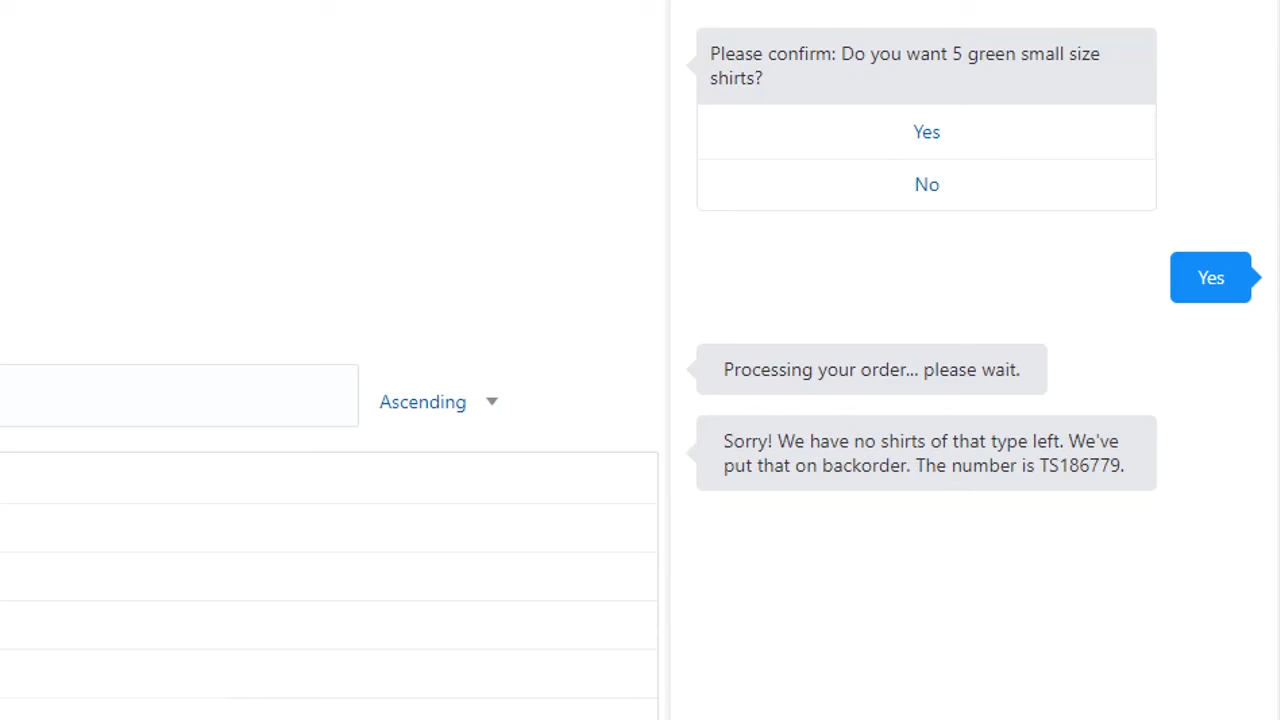 Please confirm: Do you want 5 green small size
shirts?
Yes
No
Yes
Processing your order... please wait.
Ascending
Sorry! We have no shirts of that type left. We've
put that on backorder. The number is TS186779.